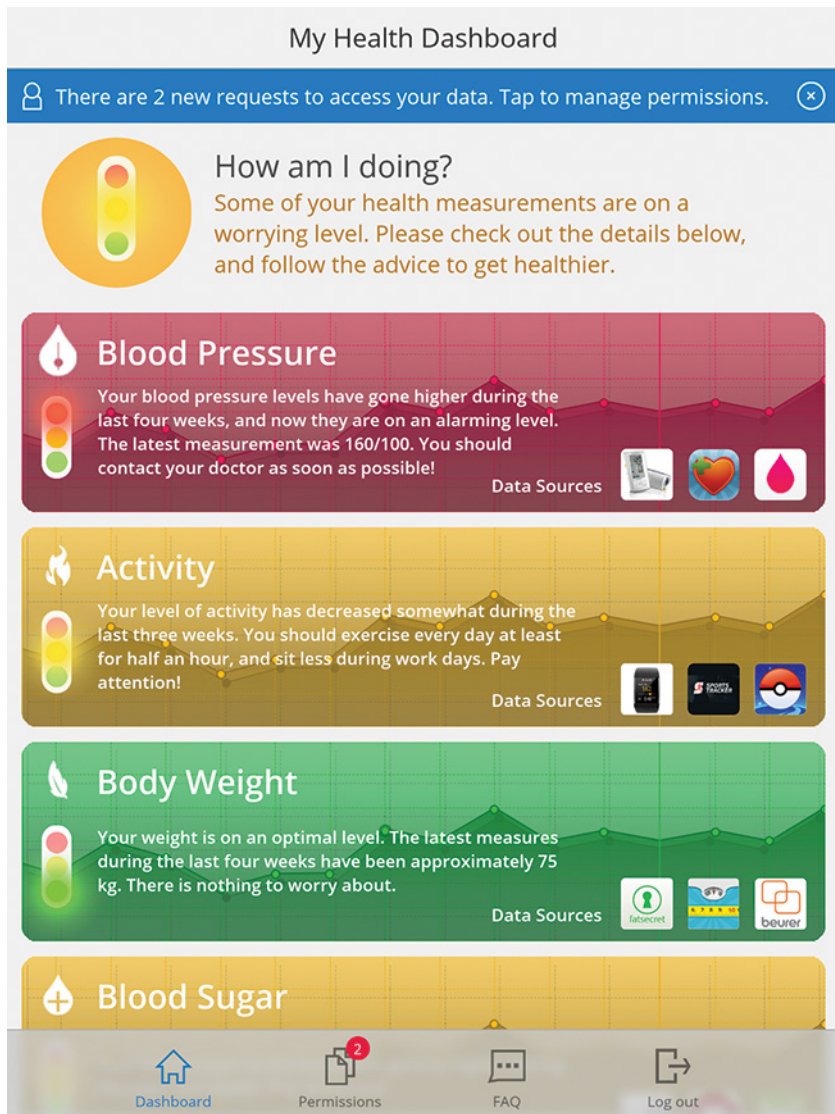 My Health Dashboard
There are 2 new requests to access your data. Tap to manage permissions.
How am I doing?
Some of your health measurements are on a
worrying level. Please check out the details below,
and follow the advice to get healthier.
Blood Pressure
Your blood pressure levels have gone higher during the
last four weeks, and now they are on an alarming level.
The latest measurement was 160/100. You should
contact your doctor as soon as possible!
Data Sources
Activity
Your level of activity has decreased somewhat during the
last three weeks. You should exercise every day at least
for half an hour, and sit less during work days. Pay
attention!
Data Sources
SPORTS
TRACKER
Body Weight
Your weight is on an optimal level. The latest measures
during the last four weeks have been approximately 75
kg. There is nothing to worry about.
Data Sources
fatsecret
beurer
Blood Sugar
2
Dashboard
Permissions
FAQ
Log out